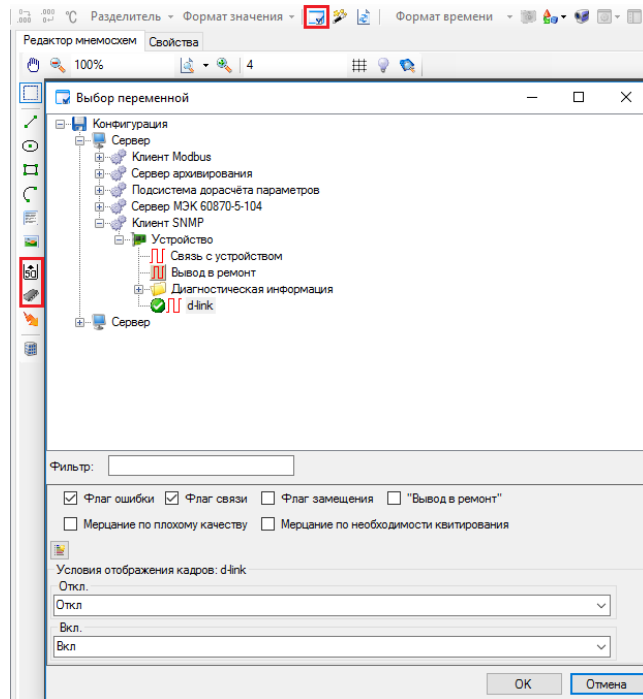 .000 .000 °C Разделитель Формат значения Формат времени
Редактор мнемосхем Свойства
100% 4
Выбор переменной
Конфигурация
Сервер
Клиент Modbus
Сервер архивирования
Подсистема дорасчёта параметров
Сервер МЭК 60870-5-104
Клиент SNMP
Устройство
Связь с устройством
Вывод в ремонт
Диагностическая информация
d-link
Сервер
50
Фильтр:
Флаг ошибки Флаг связи Флаг замещения "Вывод в ремонт"
Мерцание по плохому качеству Мерцание по необходимости квитирования
Условия отображения кадров: d-link
Откл.
Откл
Вкл.
Вкл
OK Отмена